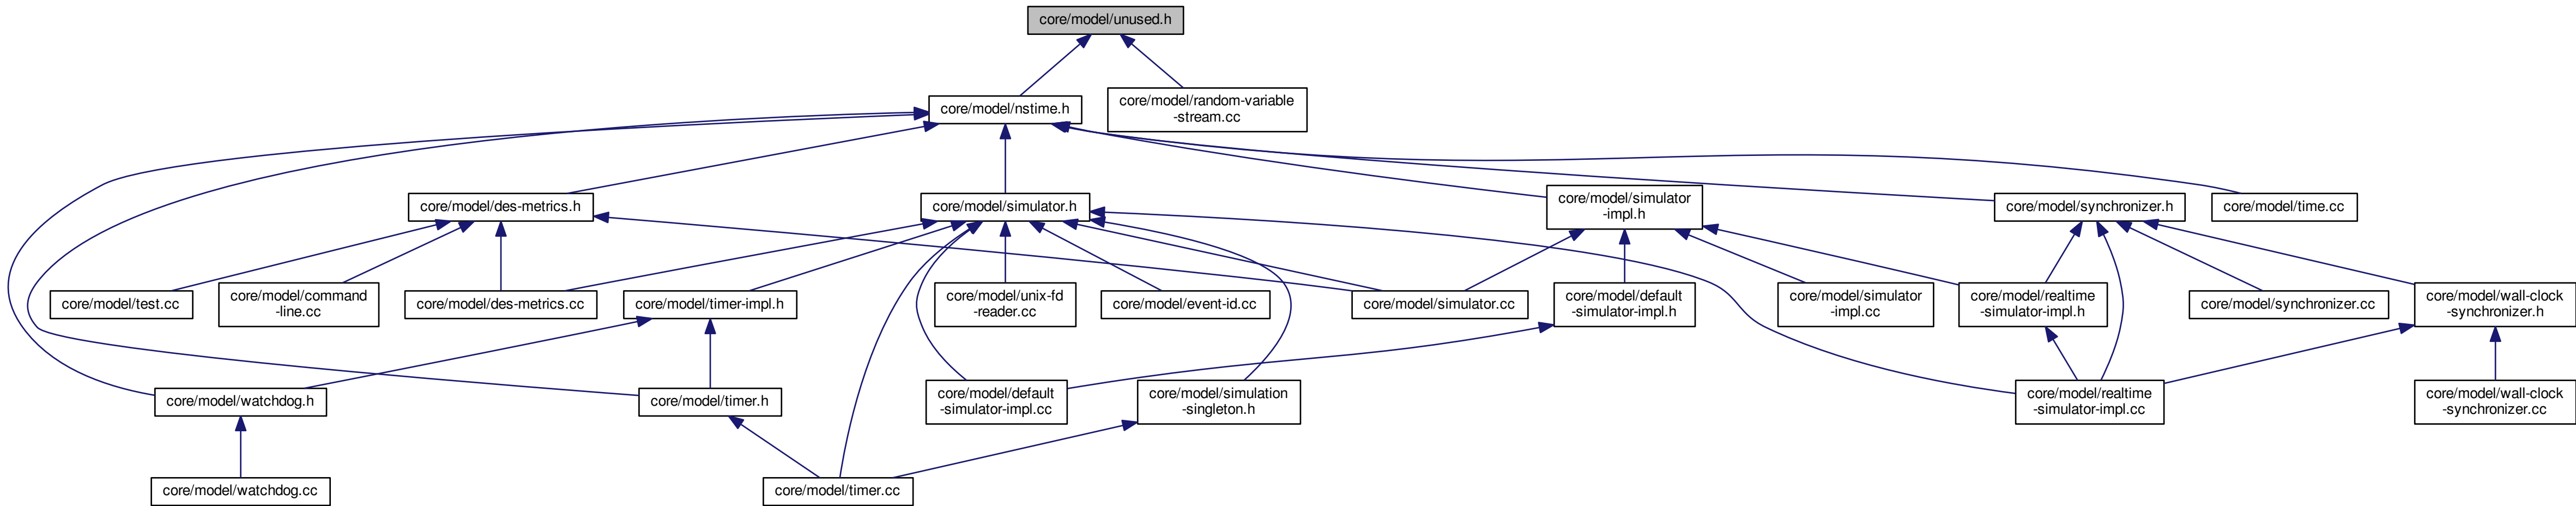 core/model/unused.h
core/model/nstime.h
core/model/random-variable
-stream.cc
core/model/des-metrics.h
core/model/simulator.h
core/model/simulator
-impl.h
core/model/synchronizer.h
core/model/time.cc
core/model/test.cc
core/model/command
-line.cc
core/model/des-metrics.cc
core/model/timer-impl.h
core/model/unix-fd
-reader.cc
core/model/event-id.cc
core/model/simulator.cc
core/model/default
-simulator-impl.h
core/model/simulator
-impl.cc
core/model/realtime
-simulator-impl.h
core/model/synchronizer.cc
core/model/wall-clock
-synchronizer.h
core/model/watchdog.h
core/model/timer.h
core/model/default
-simulator-impl.cc
core/model/simulation
-singleton.h
core/model/realtime
-simulator-impl.cc
core/model/wall-clock
-synchronizer.cc
core/model/watchdog.cc
core/model/timer.cc